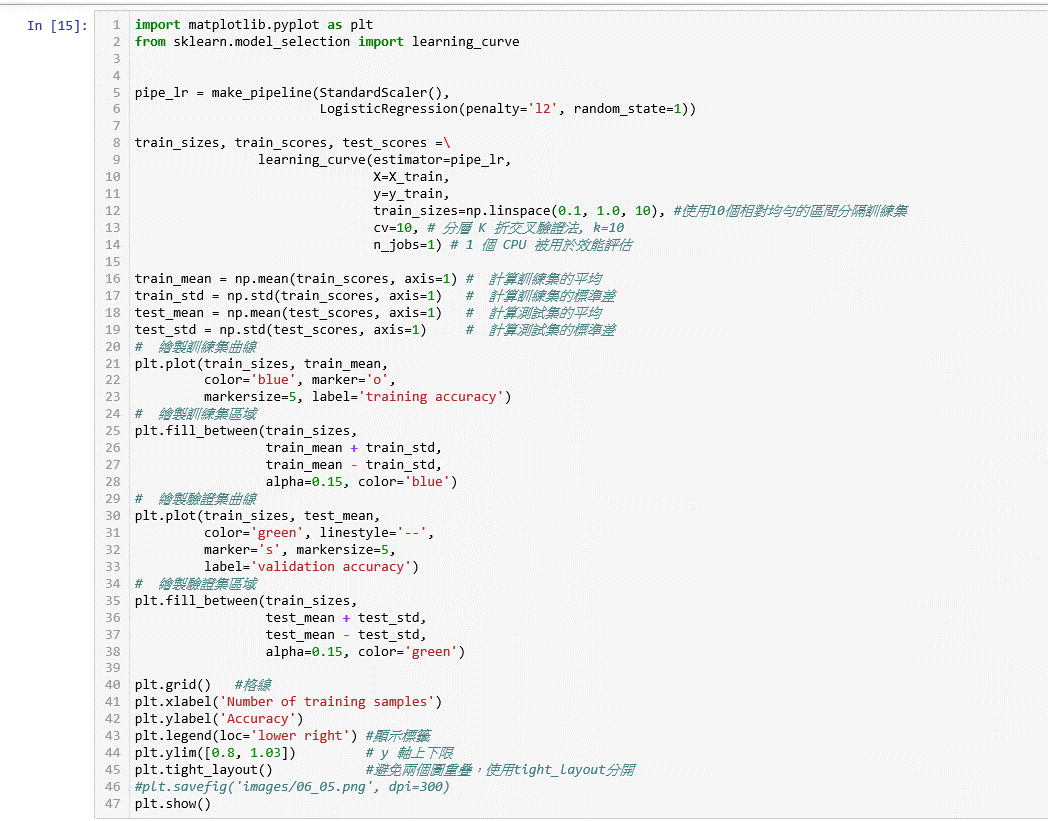 In [15]:
1 import matplotlib.pyplot as plt
2 from sklearn.model_selection import learning_curve
3
4
5 pipe_lr = make_pipeline(StandardScaler(),
6                         LogisticRegression(penalty='l2', random_state=1))
7
8 train_sizes, train_scores, test_scores =\
9                 learning_curve(estimator=pipe_lr,
10                               X=X_train,
11                               y=y_train,
12                               train_sizes=np.linspace(0.1, 1.0, 10), #使用10個相對均勻的區間分隔訓練集
13                               cv=10, # 分層 K 折交叉驗證法, k=10
14                               n_jobs=1) # 1 個 CPU 被用於效能評估
15
16 train_mean = np.mean(train_scores, axis=1) #  計算訓練集的平均
17 train_std = np.std(train_scores, axis=1)   #  計算訓練集的標準差
18 test_mean = np.mean(test_scores, axis=1)   #  計算測試集的平均
19 test_std = np.std(test_scores, axis=1)     #  計算測試集的標準差
20 #  繪製訓練集曲線
21 plt.plot(train_sizes, train_mean,
22          color='blue', marker='o',
23          markersize=5, label='training accuracy')
24 #  繪製訓練集區域
25 plt.fill_between(train_sizes,
26                  train_mean + train_std,
27                  train_mean - train_std,
28                  alpha=0.15, color='blue')
29 #  繪製驗證集曲線
30 plt.plot(train_sizes, test_mean,
31          color='green', linestyle='--',
32          marker='s', markersize=5,
33          label='validation accuracy')
34 #  繪製驗證集區域
35 plt.fill_between(train_sizes,
36                  test_mean + test_std,
37                  test_mean - test_std,
38                  alpha=0.15, color='green')
39
40 plt.grid()   #格線
41 plt.xlabel('Number of training samples')
42 plt.ylabel('Accuracy')
43 plt.legend(loc='lower right') #顯示標籤
44 plt.ylim([0.8, 1.03])         # y 軸上下限
45 plt.tight_layout()            #避免兩個圖重疊，使用tight_layout分開
46 #plt.savefig('images/06_05.png', dpi=300)
47 plt.show()